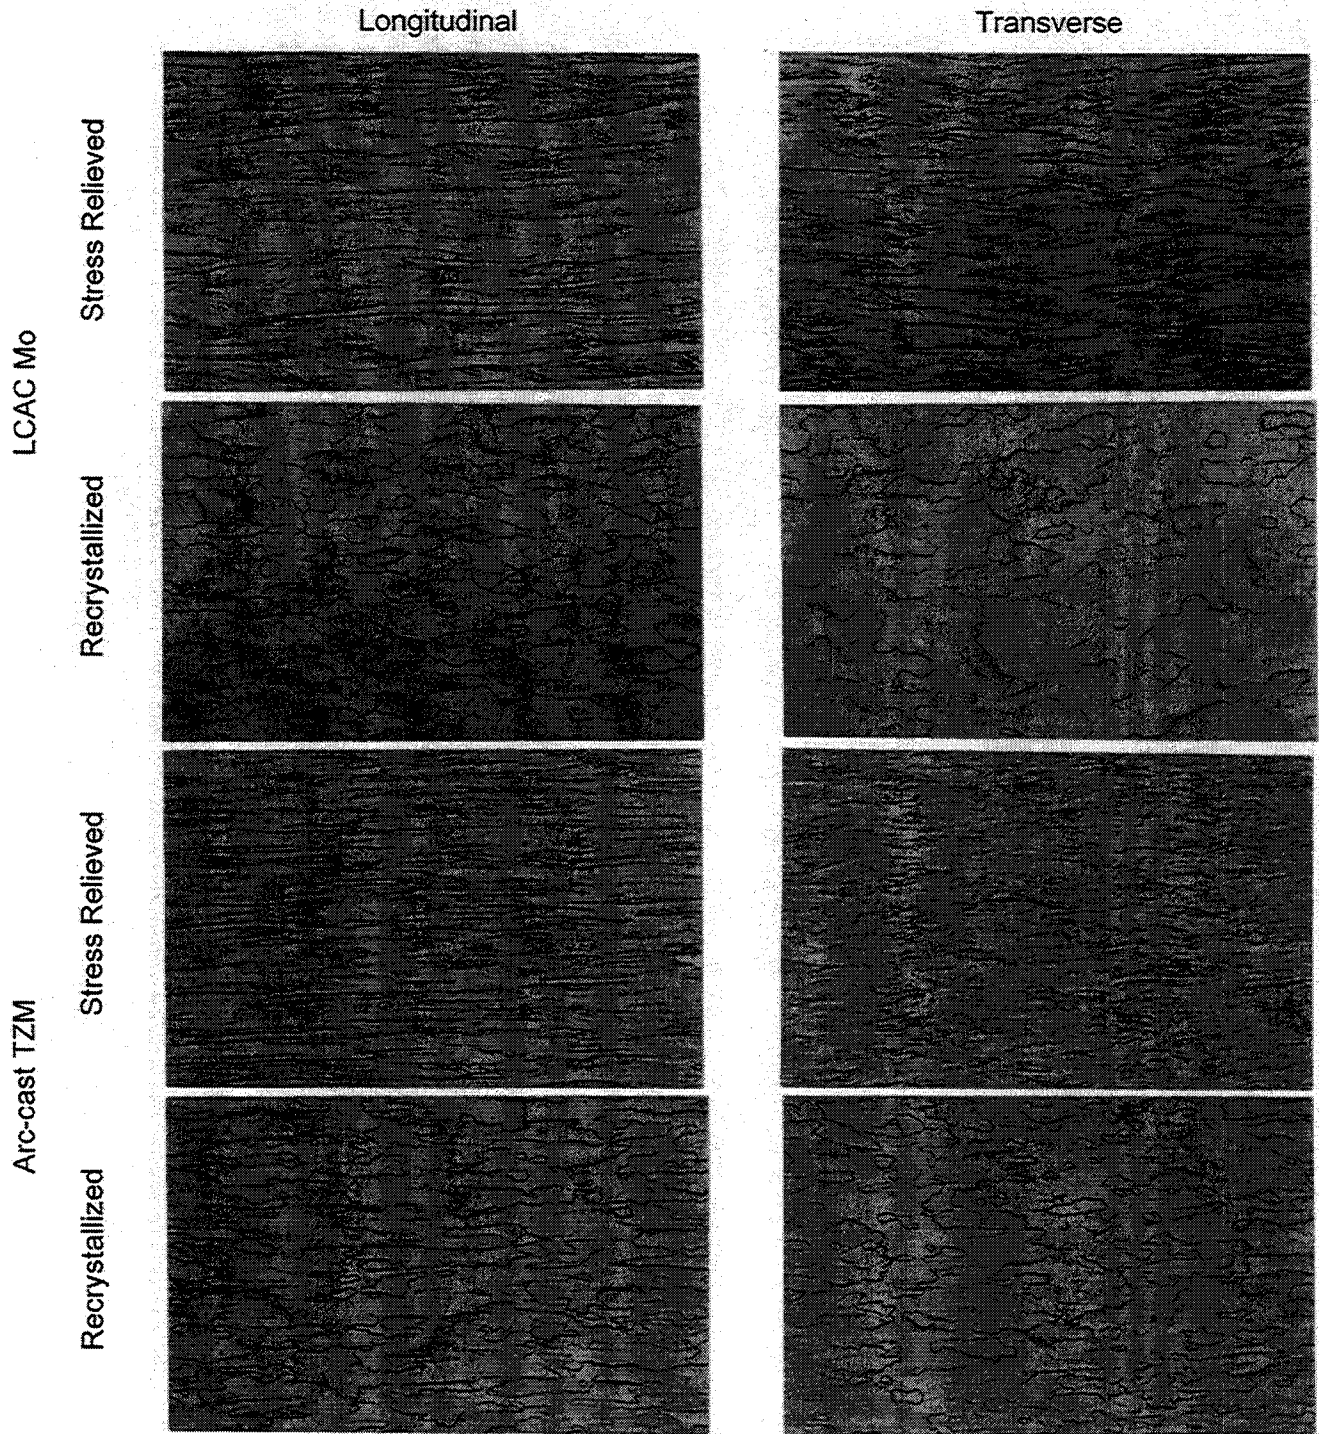 Longitudinal
Transverse
LCAC Mo
Stress Relieved
Recrystallized
Arc-cast TZM
Stress Relieved
Recrystallized